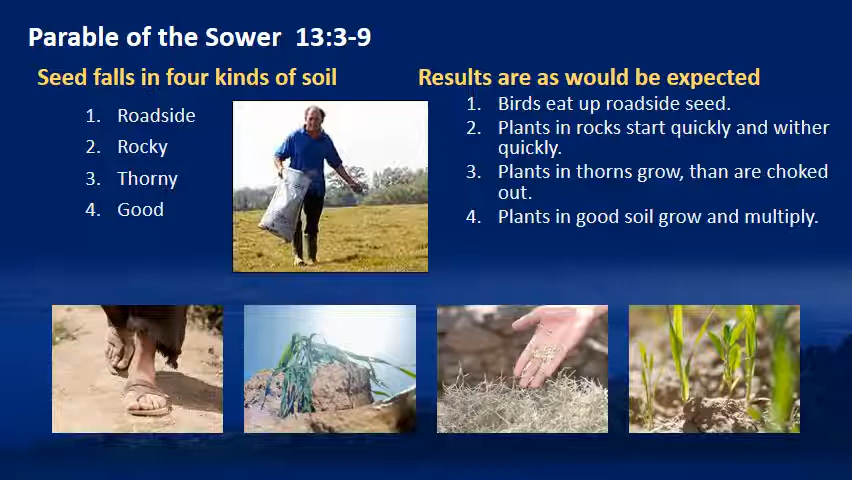 Parable of the Sower 13:3-9
Seed falls in four kinds of soil
1. Roadside
2. Rocky
3. Thorny
4. Good
Results are as would be expected
1. Birds eat up roadside seed.
2. Plants in rocks start quickly and wither
quickly.
3. Plants in thorns grow, than are choked
out.
4. Plants in good soil grow and multiply.